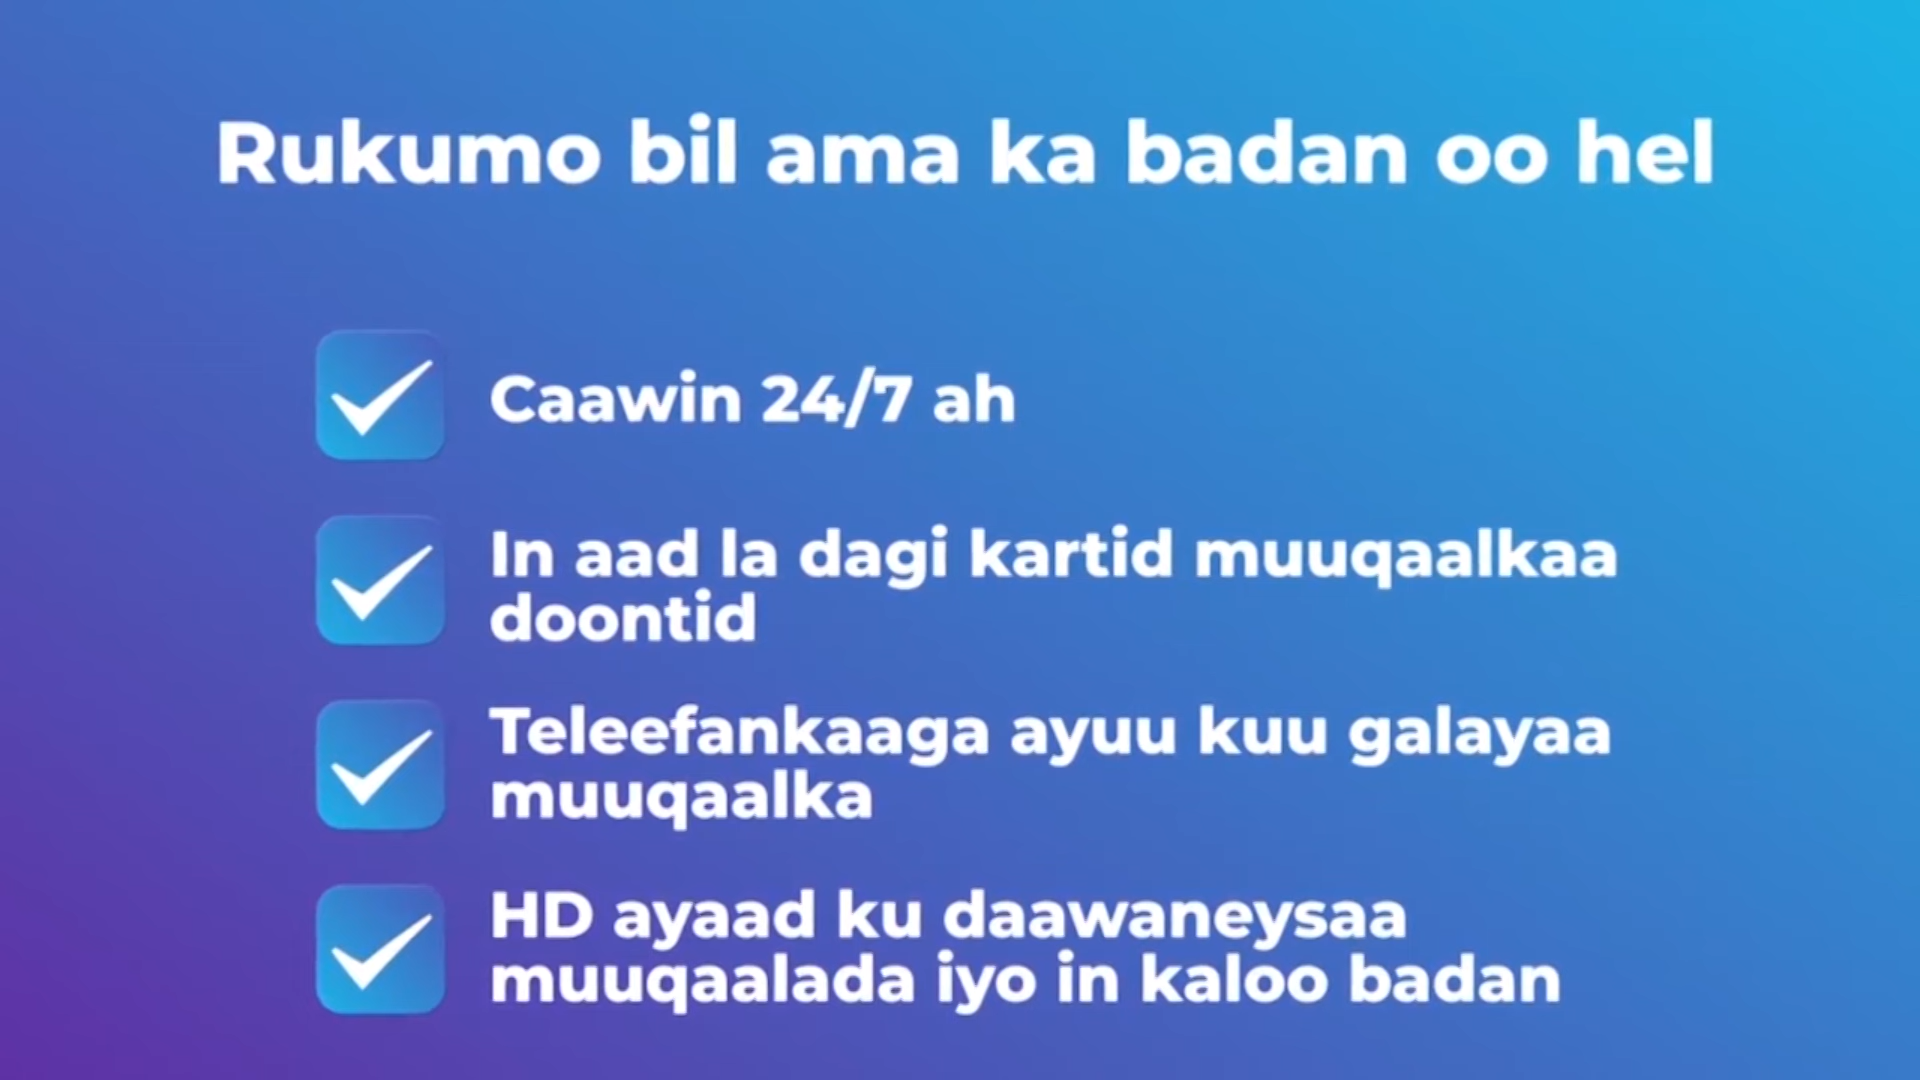 Rukumo bil ama ka badan oo hel
Caawin 24/7 ah
In aad la dagi kartid muuqaalkaa
doontid
Teleefankaaga ayuu kuu galayaa
muuqaalka
HD ayaad ku daawaneysaa
muuqaalada iyo in kaloo badan